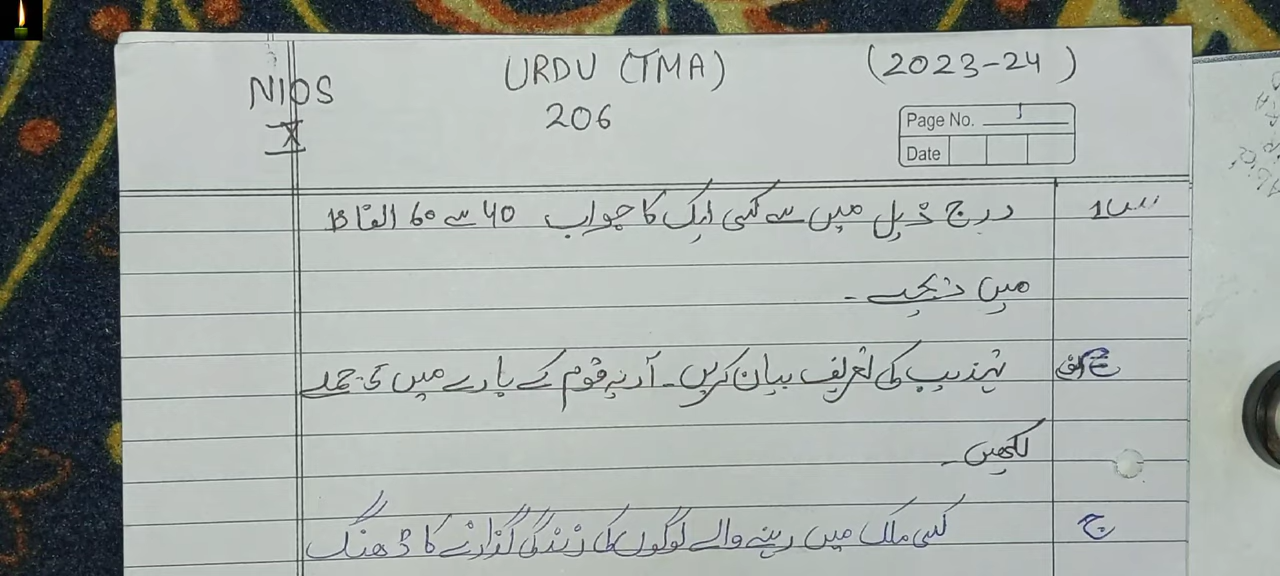 NIOS URDU (TMA) (2023-24)
X 206
Page No. 1
Date
س1 درج ذیل میں سے کسی ایک کا جواب 40 سے 60 الفاظ
میں دیجیے۔
الف تہذیب کی تعریف بیان کریں۔ آریہ قوم کے بارے میں جملے
لکھیں۔
ج کسی ملک میں رہنے والے لوگوں کی زندگی گزارنے کا ڈھنگ